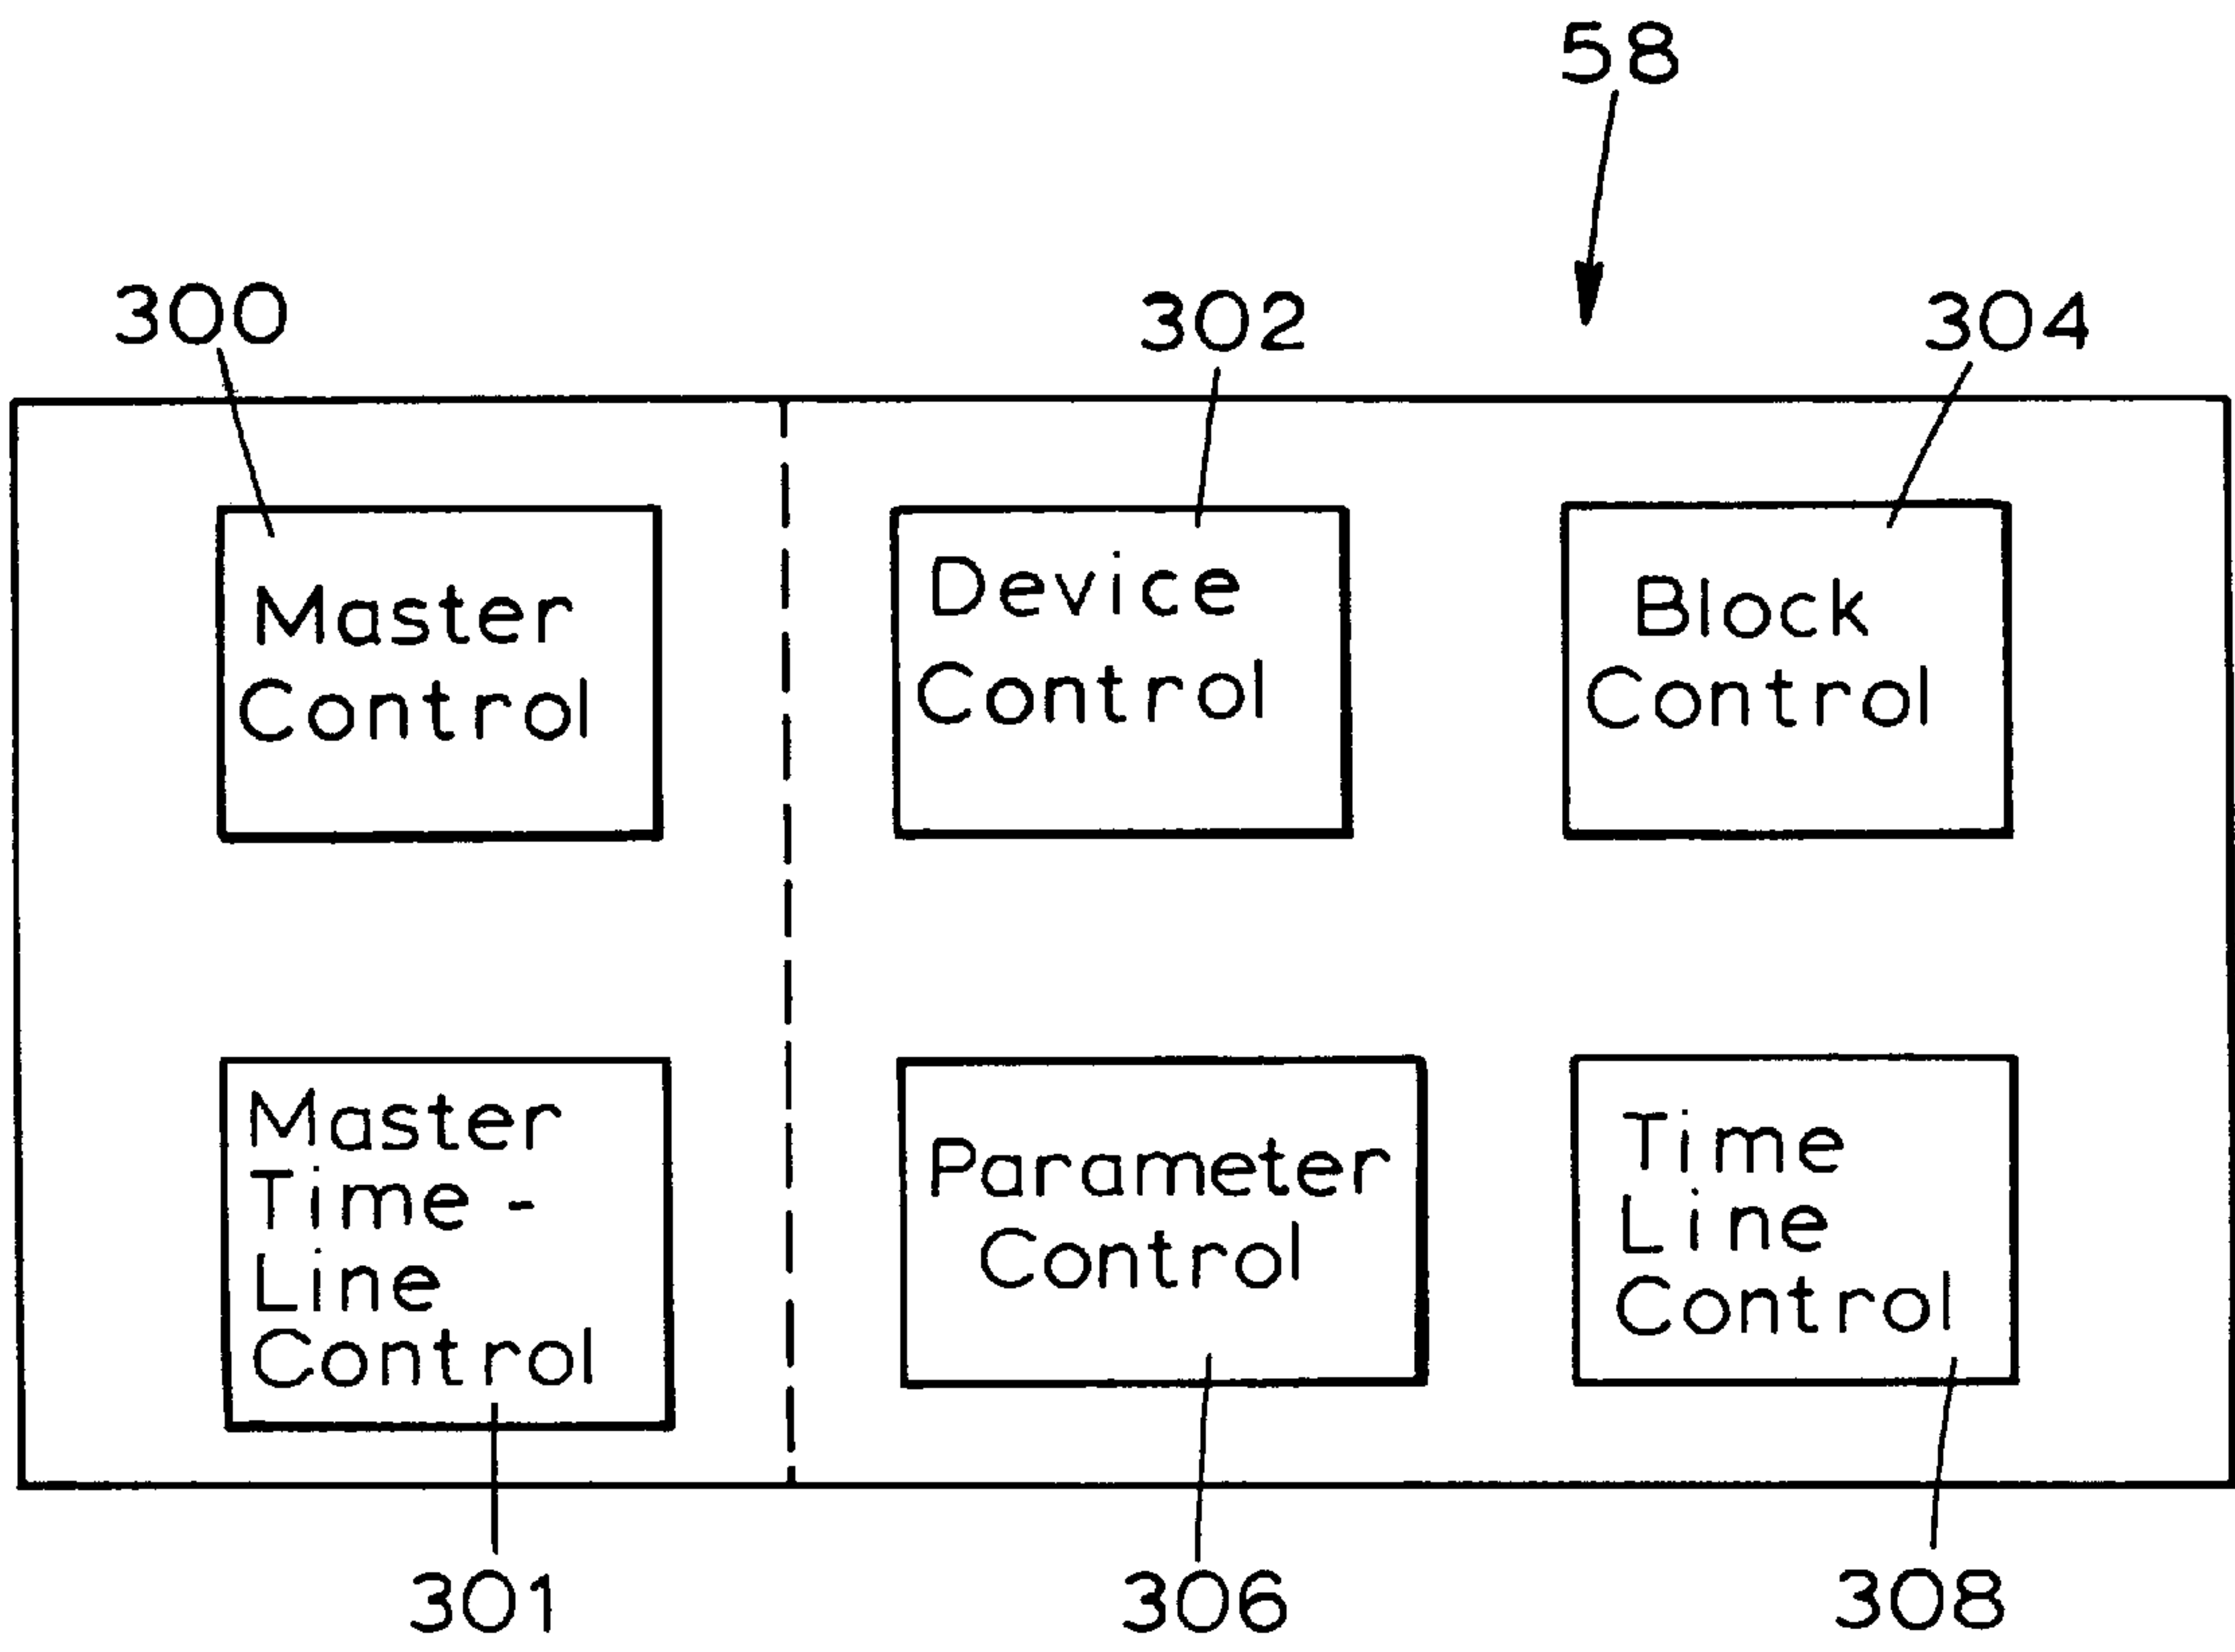 58
300
302
304
Master
Control
Device
Control
Block
Control
Master
Time -
Line
Control
Parameter
Control
Time
Line
Control
301
306
308